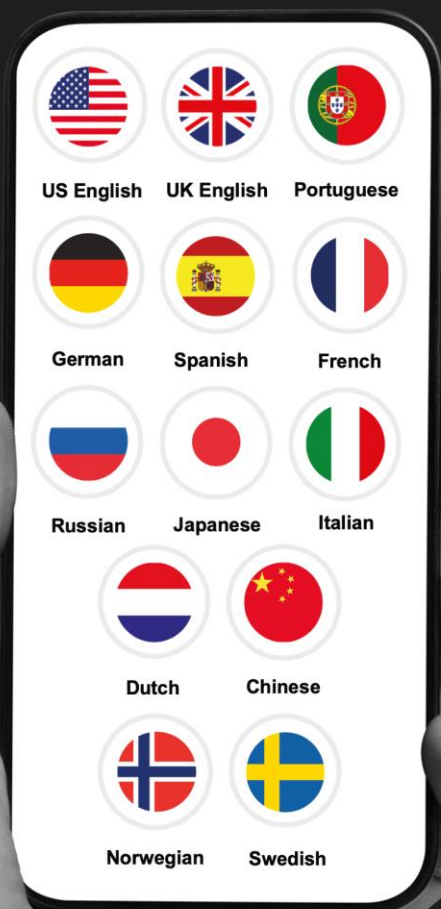 US English UK English Portuguese
German Spanish French
Russian Japanese Italian
Dutch Chinese
Norwegian Swedish